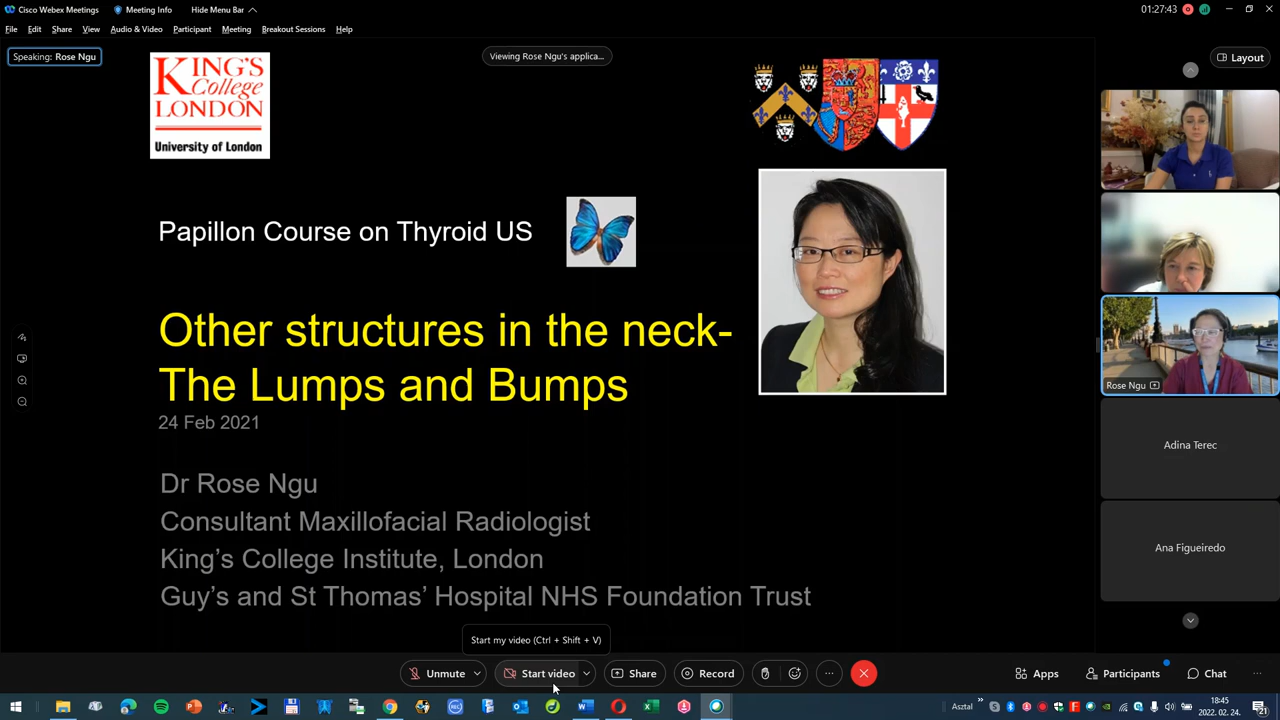 Cisco Webex Meetings
Meeting Info
Hide Menu Bar
01:27:43
File Edit Share View Audio & Video Participant Meeting Breakout Sessions Help
Speaking: Rose Ngu
Viewing Rose Ngu's applica...
Layout
KING'S
College
LONDON
University of London
Papillon Course on Thyroid US
Other structures in the neck-
The Lumps and Bumps
24 Feb 2021
Dr Rose Ngu
Consultant Maxillofacial Radiologist
King's College Institute, London
Guy's and St Thomas' Hospital NHS Foundation Trust
Rose Ngu
Adina Terec
Ana Figueiredo
Start my video (Ctrl + Shift + V)
Unmute
Start video
Share
Record
Apps
Participants
Chat
Asztal
18:45
2022. 02. 24.